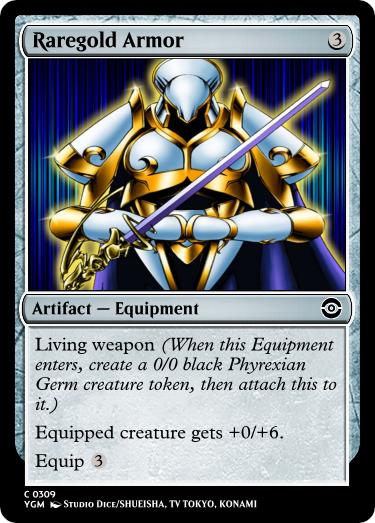 Raregold Armor 3
Artifact — Equipment
Living weapon (When this Equipment
enters, create a 0/0 black Phyrexian
Germ creature token, then attach this to
it.)
Equipped creature gets +0/+6.
Equip 3
C 0309
YGM Studio Dice/SHUEISHA, TV TOKYO, KONAMI